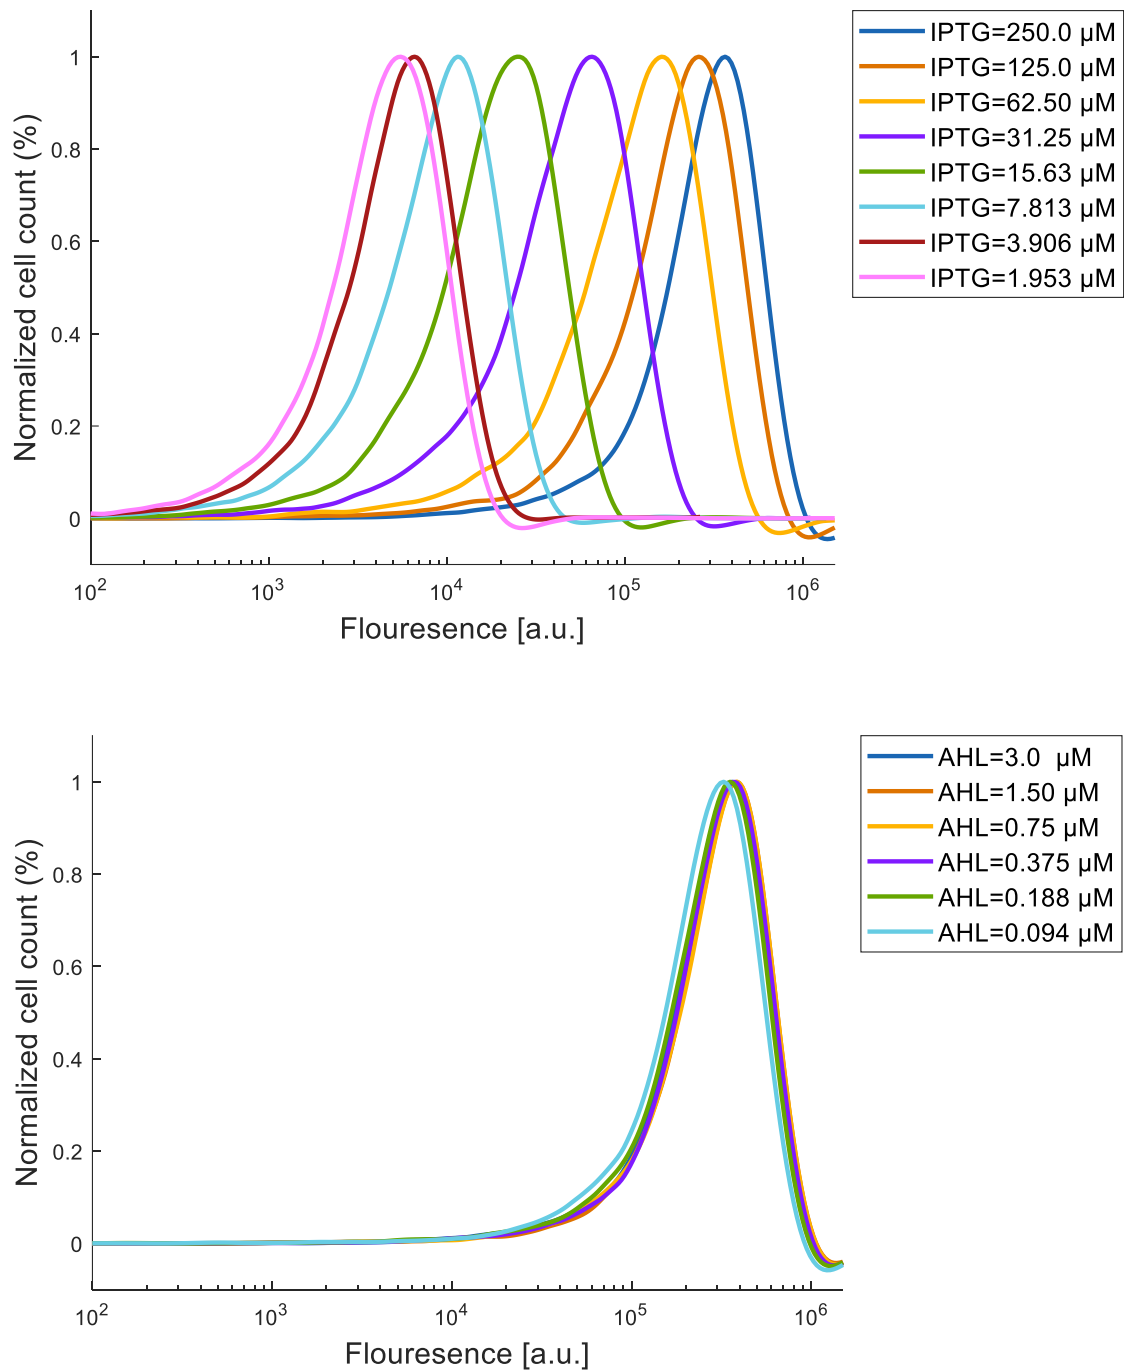 Normalized cell count (%)
1
0.8
0.6
0.4
0.2
0
10^2
10^3
10^4
10^5
10^6
Flouresence [a.u.]
IPTG=250.0 µM
IPTG=125.0 µM
IPTG=62.50 µM
IPTG=31.25 µM
IPTG=15.63 µM
IPTG=7.813 µM
IPTG=3.906 µM
IPTG=1.953 µM
Normalized cell count (%)
1
0.8
0.6
0.4
0.2
0
10^2
10^3
10^4
10^5
10^6
Flouresence [a.u.]
AHL=3.0 µM
AHL=1.50 µM
AHL=0.75 µM
AHL=0.375 µM
AHL=0.188 µM
AHL=0.094 µM